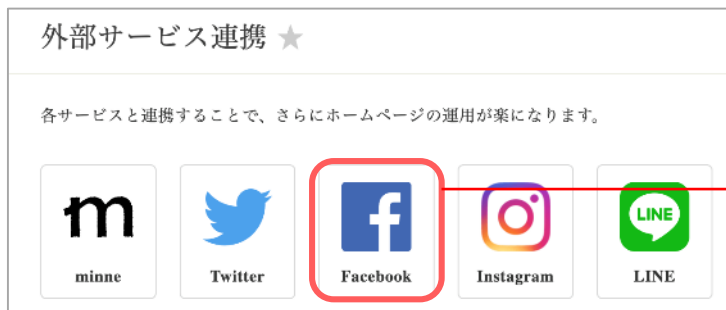 外部サービス連携 ★
各サービスと連携することで、さらにホームページの運用が楽になります。
m f LINE
minne Twitter Facebook Instagram LINE